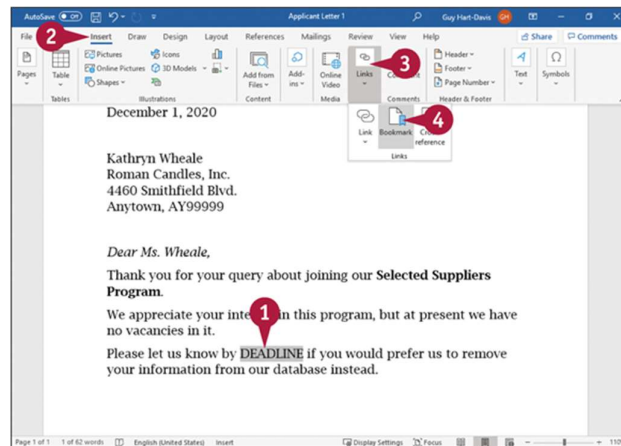 AutoSave Off Applicant Letter 1 Guy Hart-Davis GH
File Insert Draw Design Layout References Mailings Review View Help Share Comments
2
3
Pages
Table
Pictures
Online Pictures
Shapes
Icons
3D Models
Add from Files
Add-ins
Online Video
Links
Header
Footer
Page Number
Text
Symbols
Tables Illustrations Content Media Comments Header & Footer
Link Bookmark reference
4
Links
December 1, 2020
Kathryn Wheale
Roman Candles, Inc.
4460 Smithfield Blvd.
Anytown, AY99999
Dear Ms. Wheale,
Thank you for your query about joining our Selected Suppliers
Program.
We appreciate your in this program, but at present we have
1
no vacancies in it.
Please let us know by DEADLINE if you would prefer us to remove
your information from our database instead.
Page 1 of 1 1 of 62 words English (United States) Insert Display Settings Focus 110